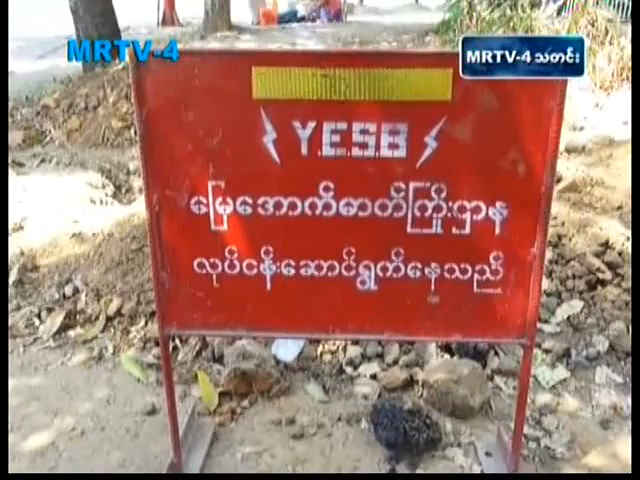 MRTV-4
MRTV-4 သတင်း
Y.E.S.B
မြေအောက်ဓာတ်ကြိုးဌာန
လုပ်ငန်းဆောင်ရွက်နေသည်